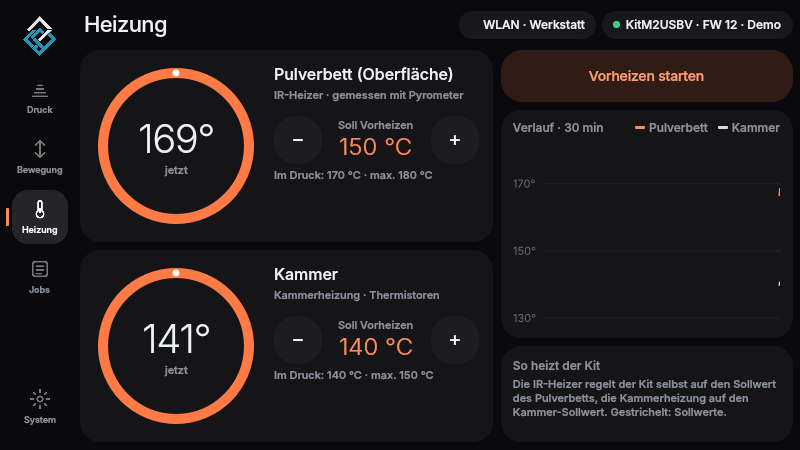 Heizung
WLAN · Werkstatt
KitM2USBV · FW 12 · Demo
Druck
Bewegung
Heizung
Jobs
System
169°
jetzt
Pulverbett (Oberfläche)
IR-Heizer · gemessen mit Pyrometer
Soll Vorheizen
− 150 °C +
Im Druck: 170 °C · max. 180 °C
141°
jetzt
Kammer
Kammerheizung · Thermistoren
Soll Vorheizen
− 140 °C +
Im Druck: 140 °C · max. 150 °C
Vorheizen starten
Verlauf · 30 min
Pulverbett
Kammer
170°
150°
130°
So heizt der Kit
Die IR-Heizer regelt der Kit selbst auf den Sollwert
des Pulverbetts, die Kammerheizung auf den
Kammer-Sollwert. Gestrichelt: Sollwerte.